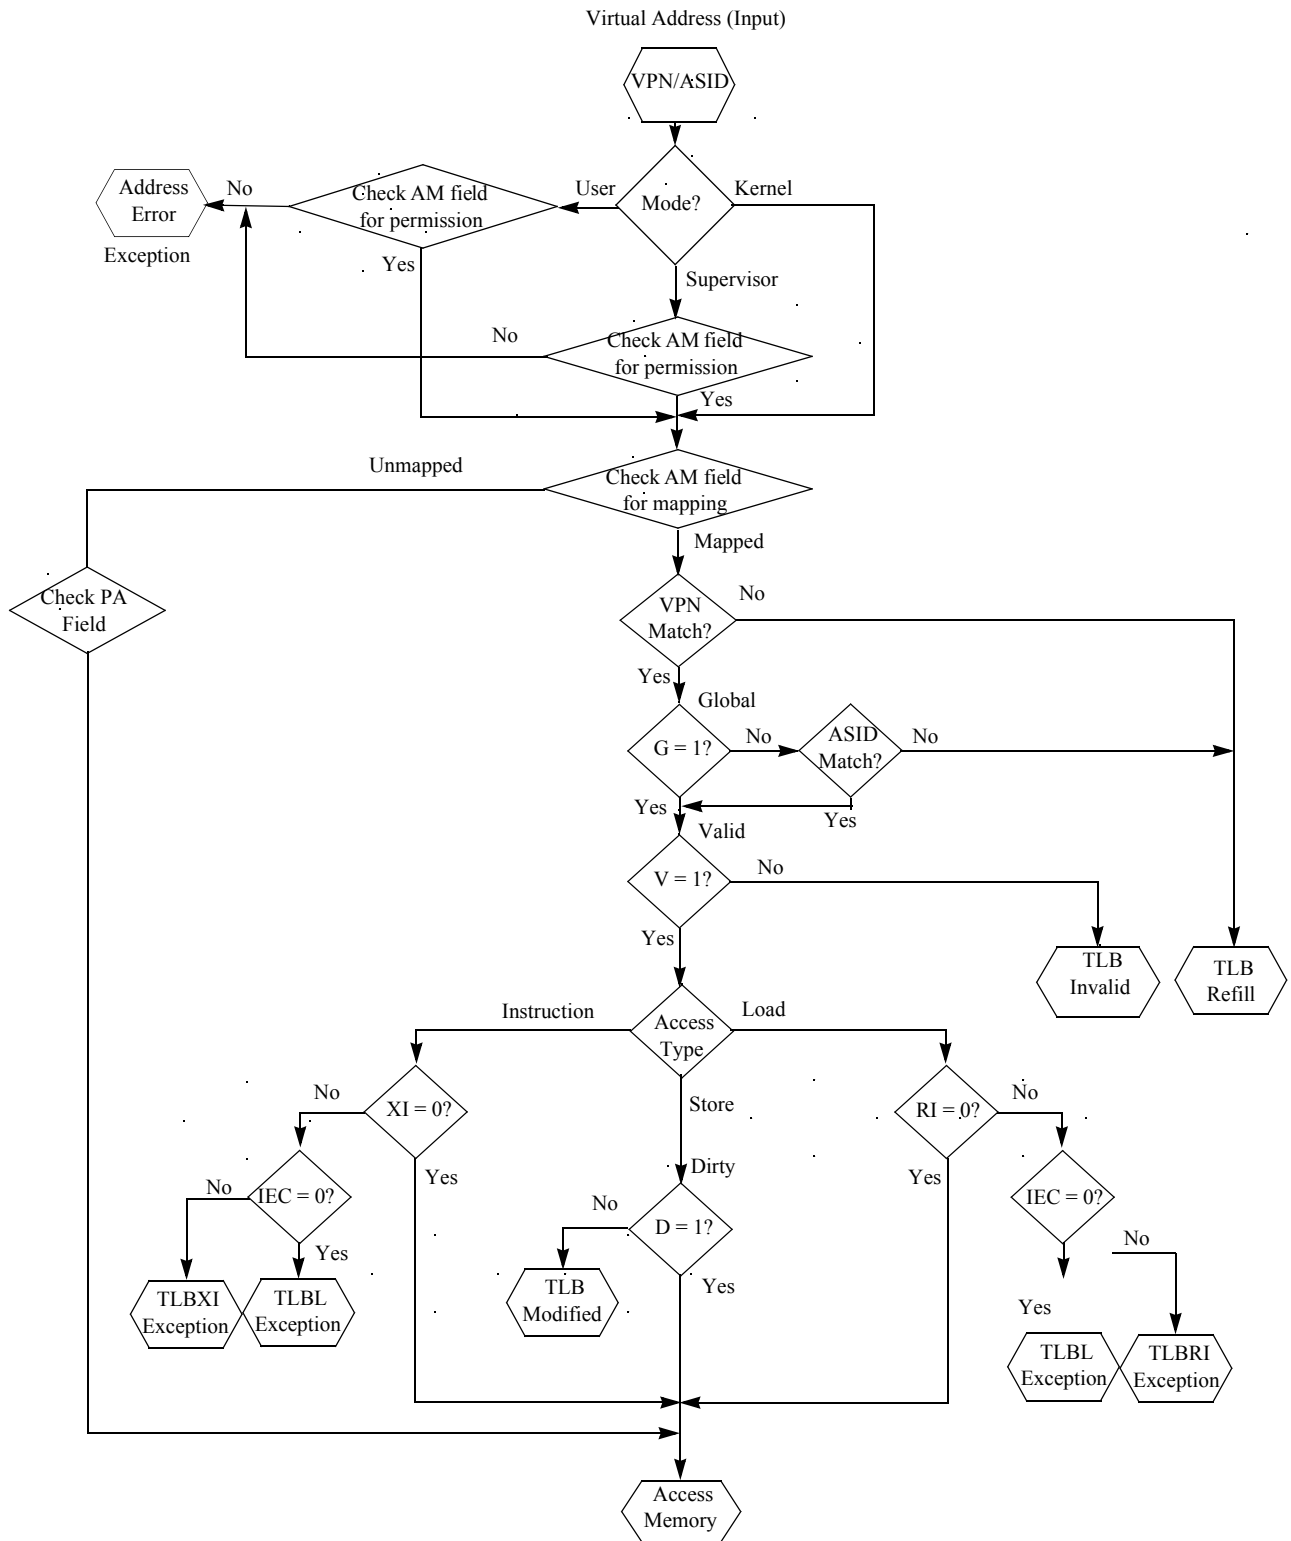 Virtual Address (Input)
VPN/ASID
Mode?
User
Kernel
Supervisor
Check AM field
for permission
No
Yes
Address
Error
Exception
Check AM field
for permission
No
Yes
Check AM field
for mapping
Unmapped
Mapped
Check PA
Field
VPN
Match?
No
Yes
Global
G = 1?
No
ASID
Match?
No
Yes
Yes
Valid
V = 1?
No
Yes
TLB
Invalid
TLB
Refill
Access
Type
Instruction
Load
Store
XI = 0?
No
Yes
IEC = 0?
No
Yes
TLBXI
Exception
TLBL
Exception
Dirty
D = 1?
No
Yes
TLB
Modified
RI = 0?
No
Yes
IEC = 0?
No
Yes
TLBL
Exception
TLBRI
Exception
Access
Memory